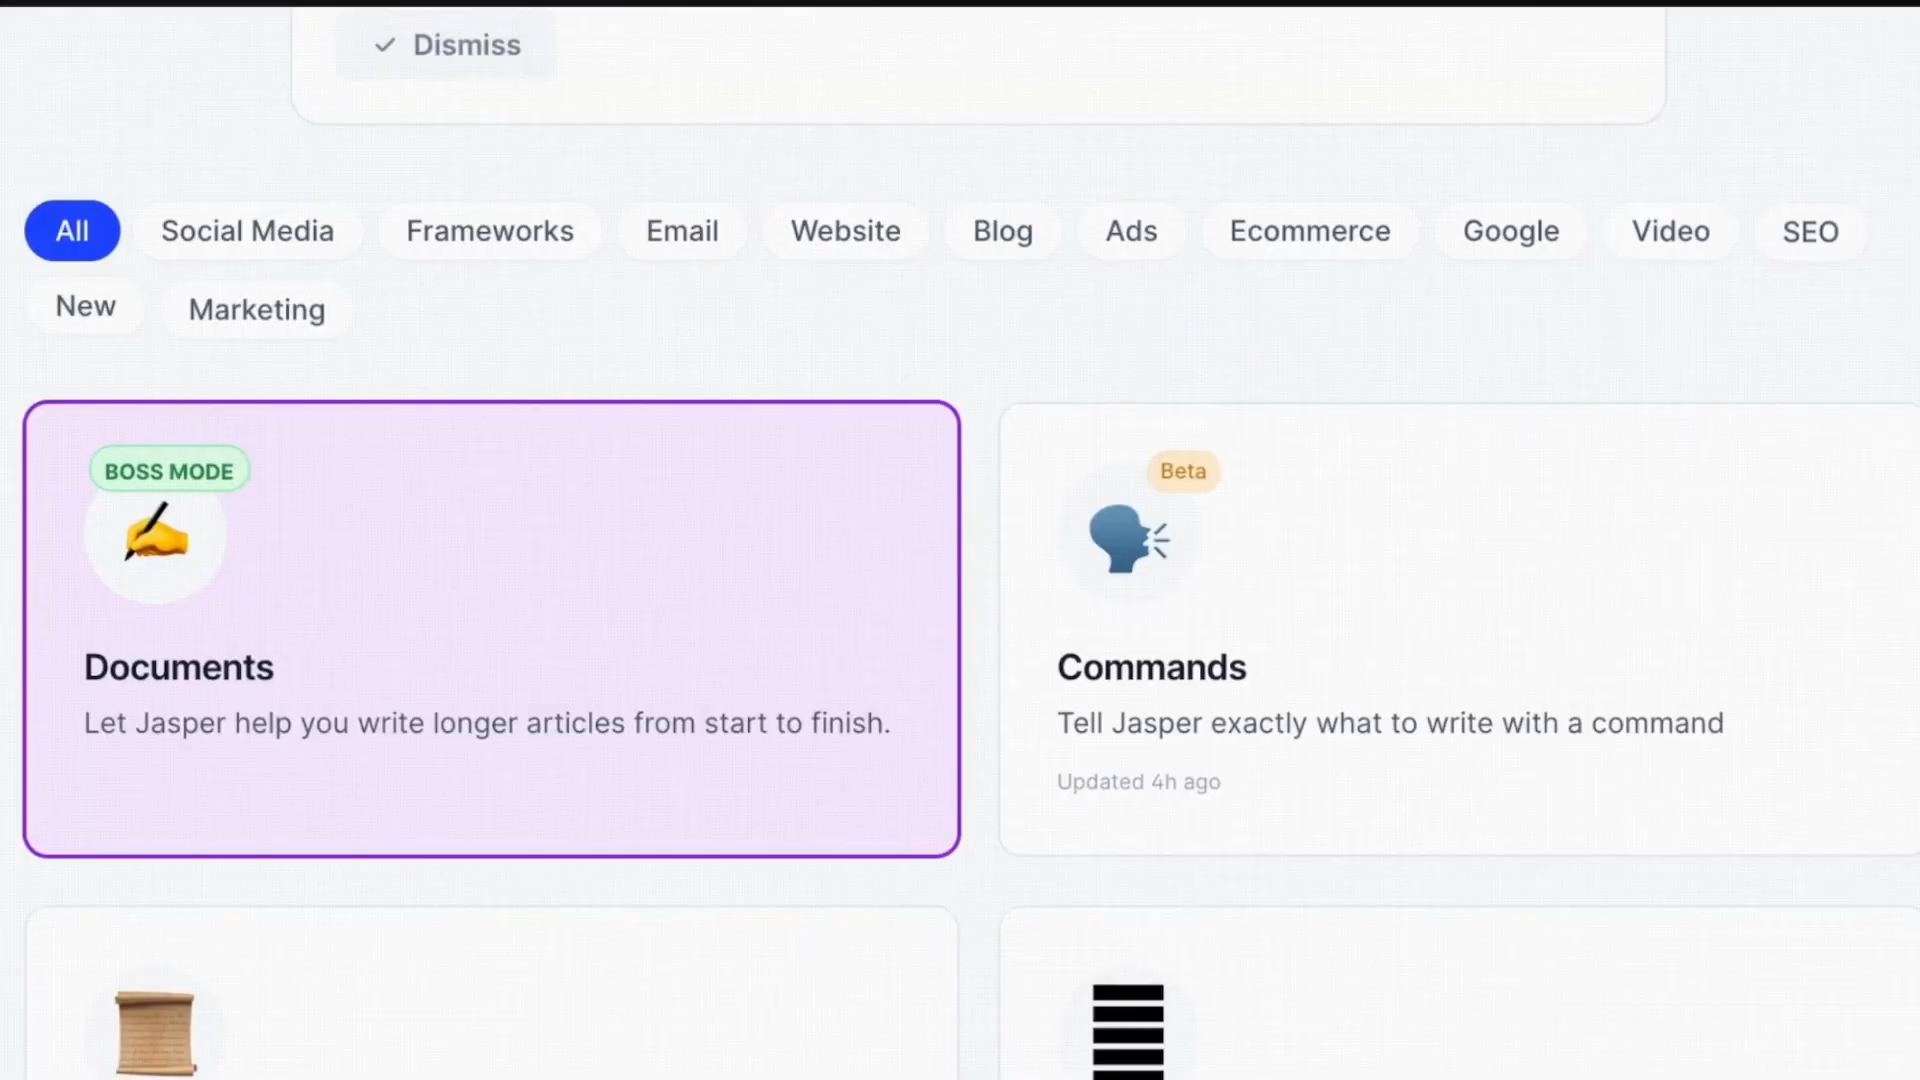 Dismiss
All Social Media Frameworks Email Website Blog Ads Ecommerce Google Video SEO
New Marketing
BOSS MODE
Documents
Let Jasper help you write longer articles from start to finish.
Beta
Commands
Tell Jasper exactly what to write with a command
Updated 4h ago